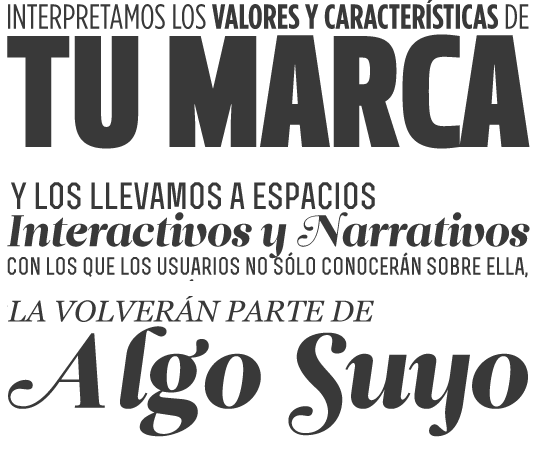 INTERPRETAMOS LOS VALORES Y CARACTERÍSTICAS DE
TU MARCA
Y LOS LLEVAMOS A ESPACIOS
Interactivos y Narrativos
CON LOS QUE LOS USUARIOS NO SÓLO CONOCERÁN SOBRE ELLA,
LA VOLVERÁN PARTE DE
Algo Suyo